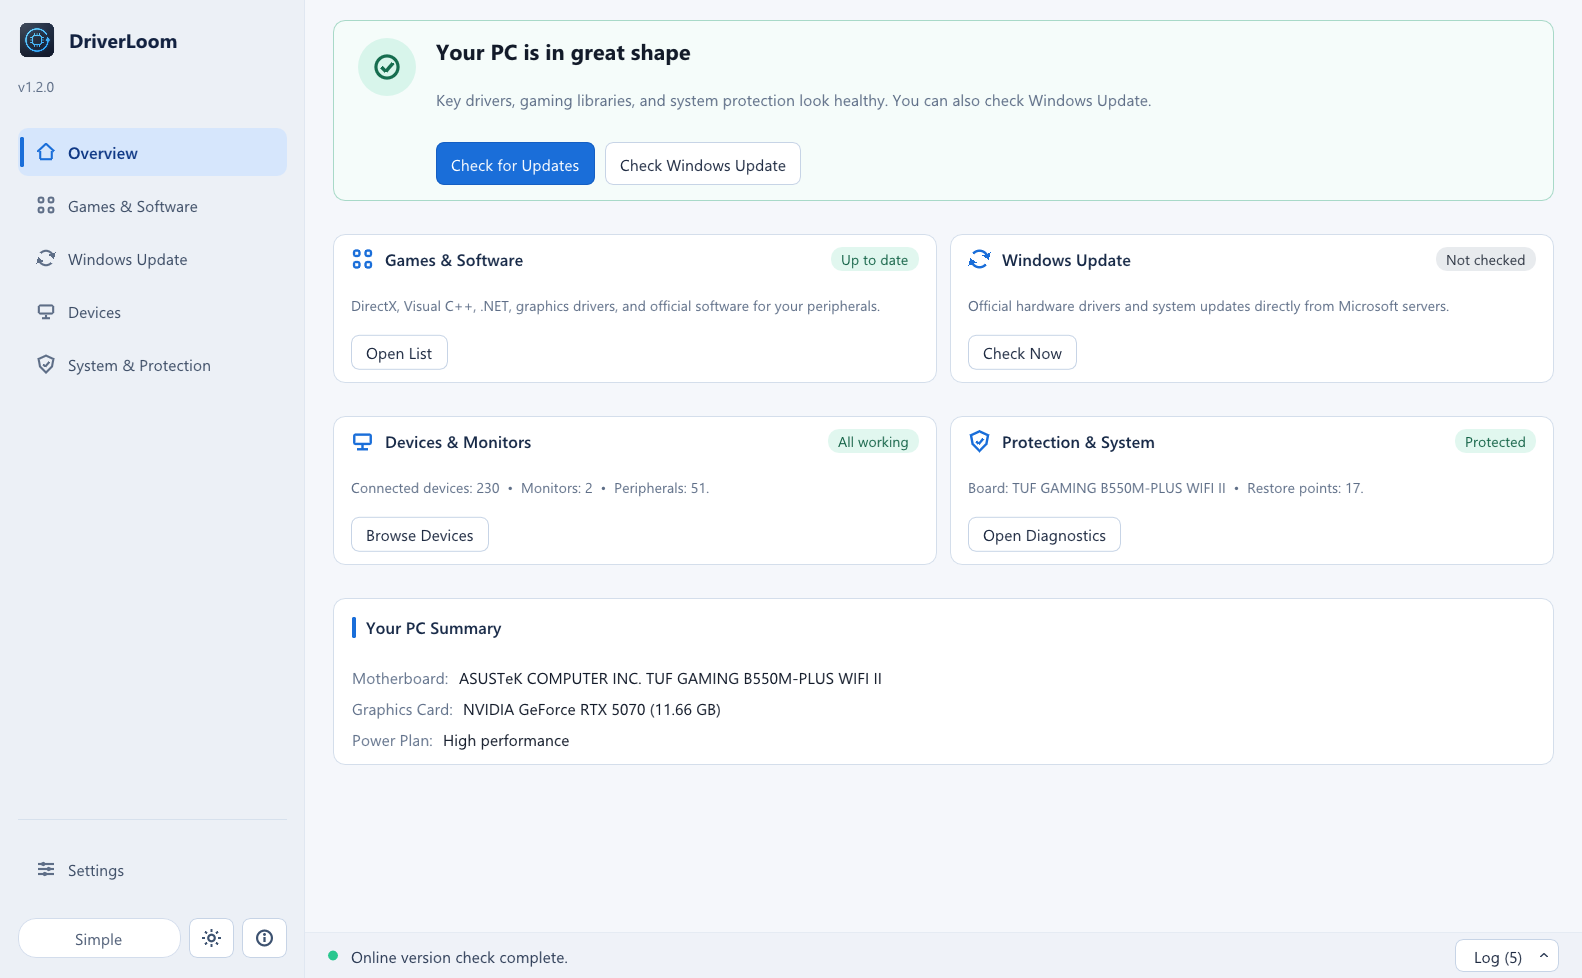 DriverLoom
v1.2.0
Overview
Games & Software
Windows Update
Devices
System & Protection
Settings
Simple
Your PC is in great shape
Key drivers, gaming libraries, and system protection look healthy. You can also check Windows Update.
Check for Updates
Check Windows Update
Games & Software
Up to date
DirectX, Visual C++, .NET, graphics drivers, and official software for your peripherals.
Open List
Windows Update
Not checked
Official hardware drivers and system updates directly from Microsoft servers.
Check Now
Devices & Monitors
All working
Connected devices: 230 • Monitors: 2 • Peripherals: 51.
Browse Devices
Protection & System
Protected
Board: TUF GAMING B550M-PLUS WIFI II • Restore points: 17.
Open Diagnostics
Your PC Summary
Motherboard: ASUSTeK COMPUTER INC. TUF GAMING B550M-PLUS WIFI II
Graphics Card: NVIDIA GeForce RTX 5070 (11.66 GB)
Power Plan: High performance
Online version check complete.
Log (5)